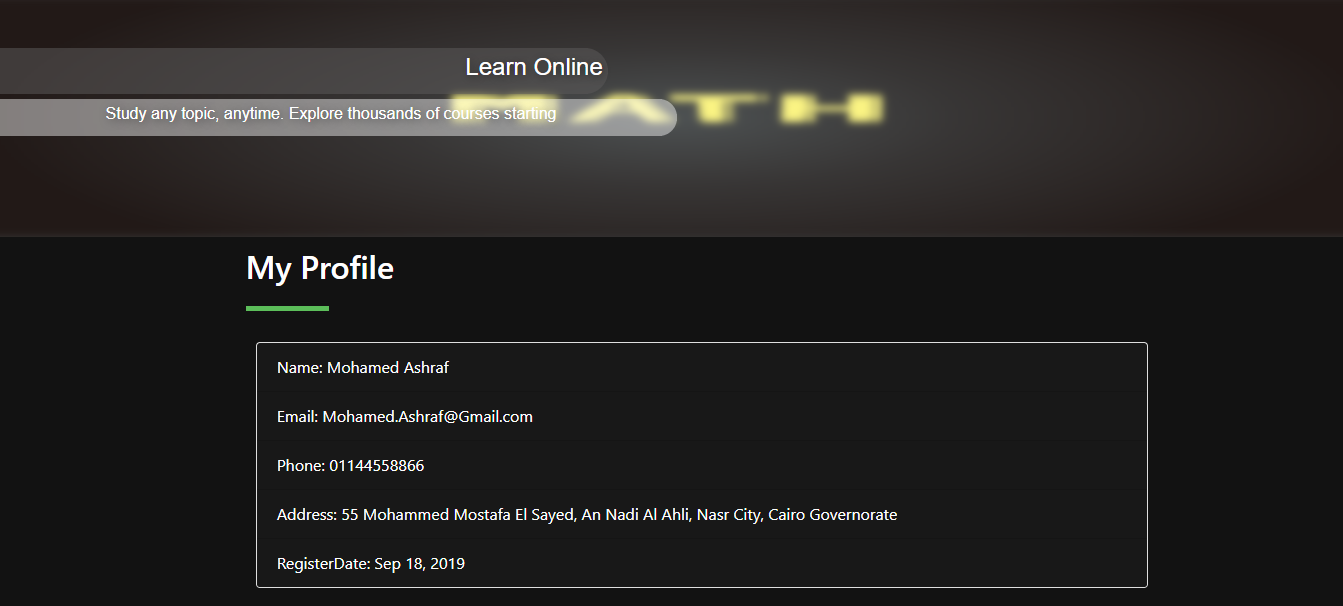 Learn Online
MATH
Study any topic, anytime. Explore thousands of courses starting
My Profile
Name: Mohamed Ashraf
Email: Mohamed.Ashraf@Gmail.com
Phone: 01144558866
Address: 55 Mohammed Mostafa El Sayed, An Nadi Al Ahli, Nasr City, Cairo Governorate
RegisterDate: Sep 18, 2019